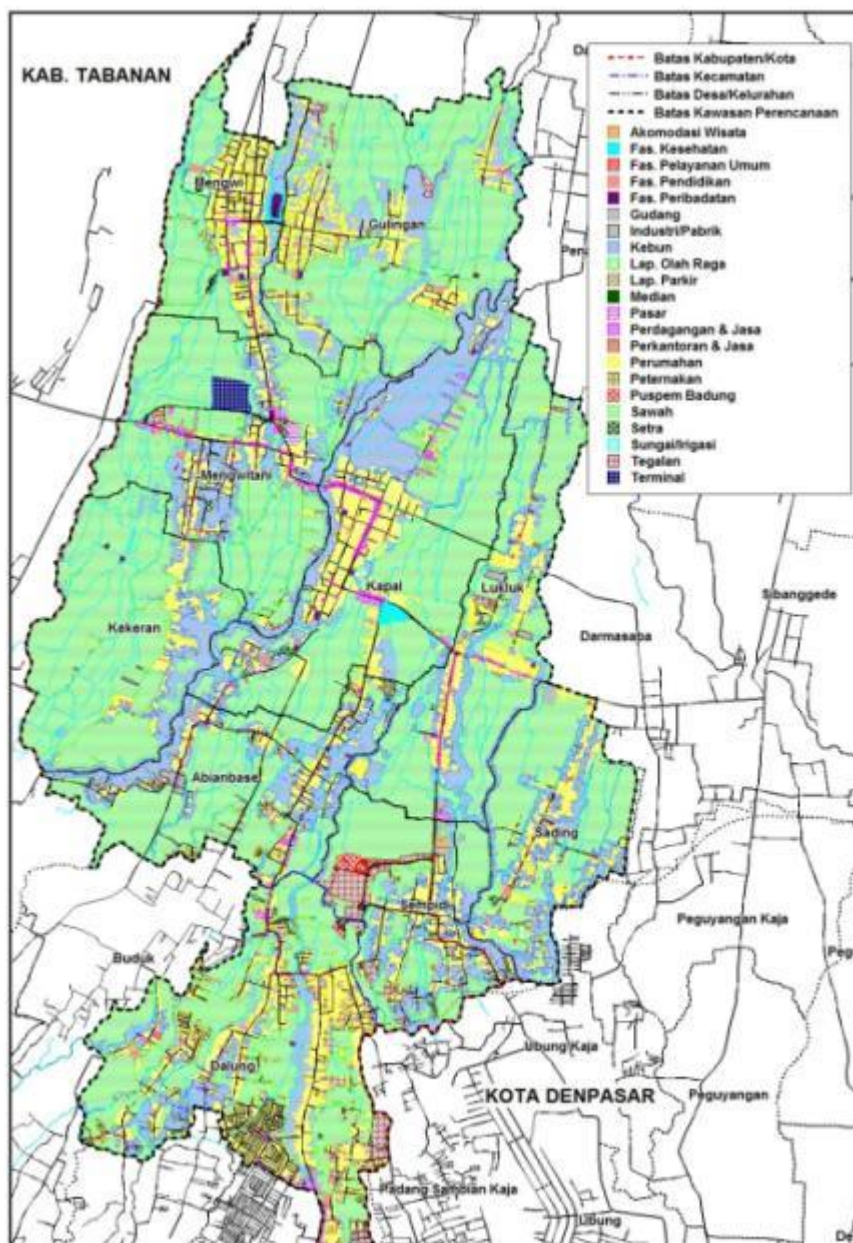 KAB. TABANAN
Batas Kabupaten/Kota
Batas Kecamatan
Batas Desa/Kelurahan
Batas Kawasan Perencanaan
Akomodasi Wisata
Fas. Kesehatan
Fas. Pelayanan Umum
Fas. Pendidikan
Fas. Peribadatan
Gudang
Industri/Pabrik
Kebun
Lap. Olah Raga
Lap. Parkir
Median
Pasar
Perdagangan & Jasa
Perkantoran & Jasa
Perumahan
Peternakan
Puspem Badung
Sawah
Setra
Sungai/Irigasi
Tegalan
Terminal
Mengwi
Gulingan
Mengwitani
Kapal
Lukluk
Sibanggede
Kekeran
Darmasaba
Abianbase
Sading
Sempidi
Peguyangan Kaja
Buduk
Ubung Kaja
Dalung
KOTA DENPASAR
Peguyangan
Padang Sambian Kaja
Ubung